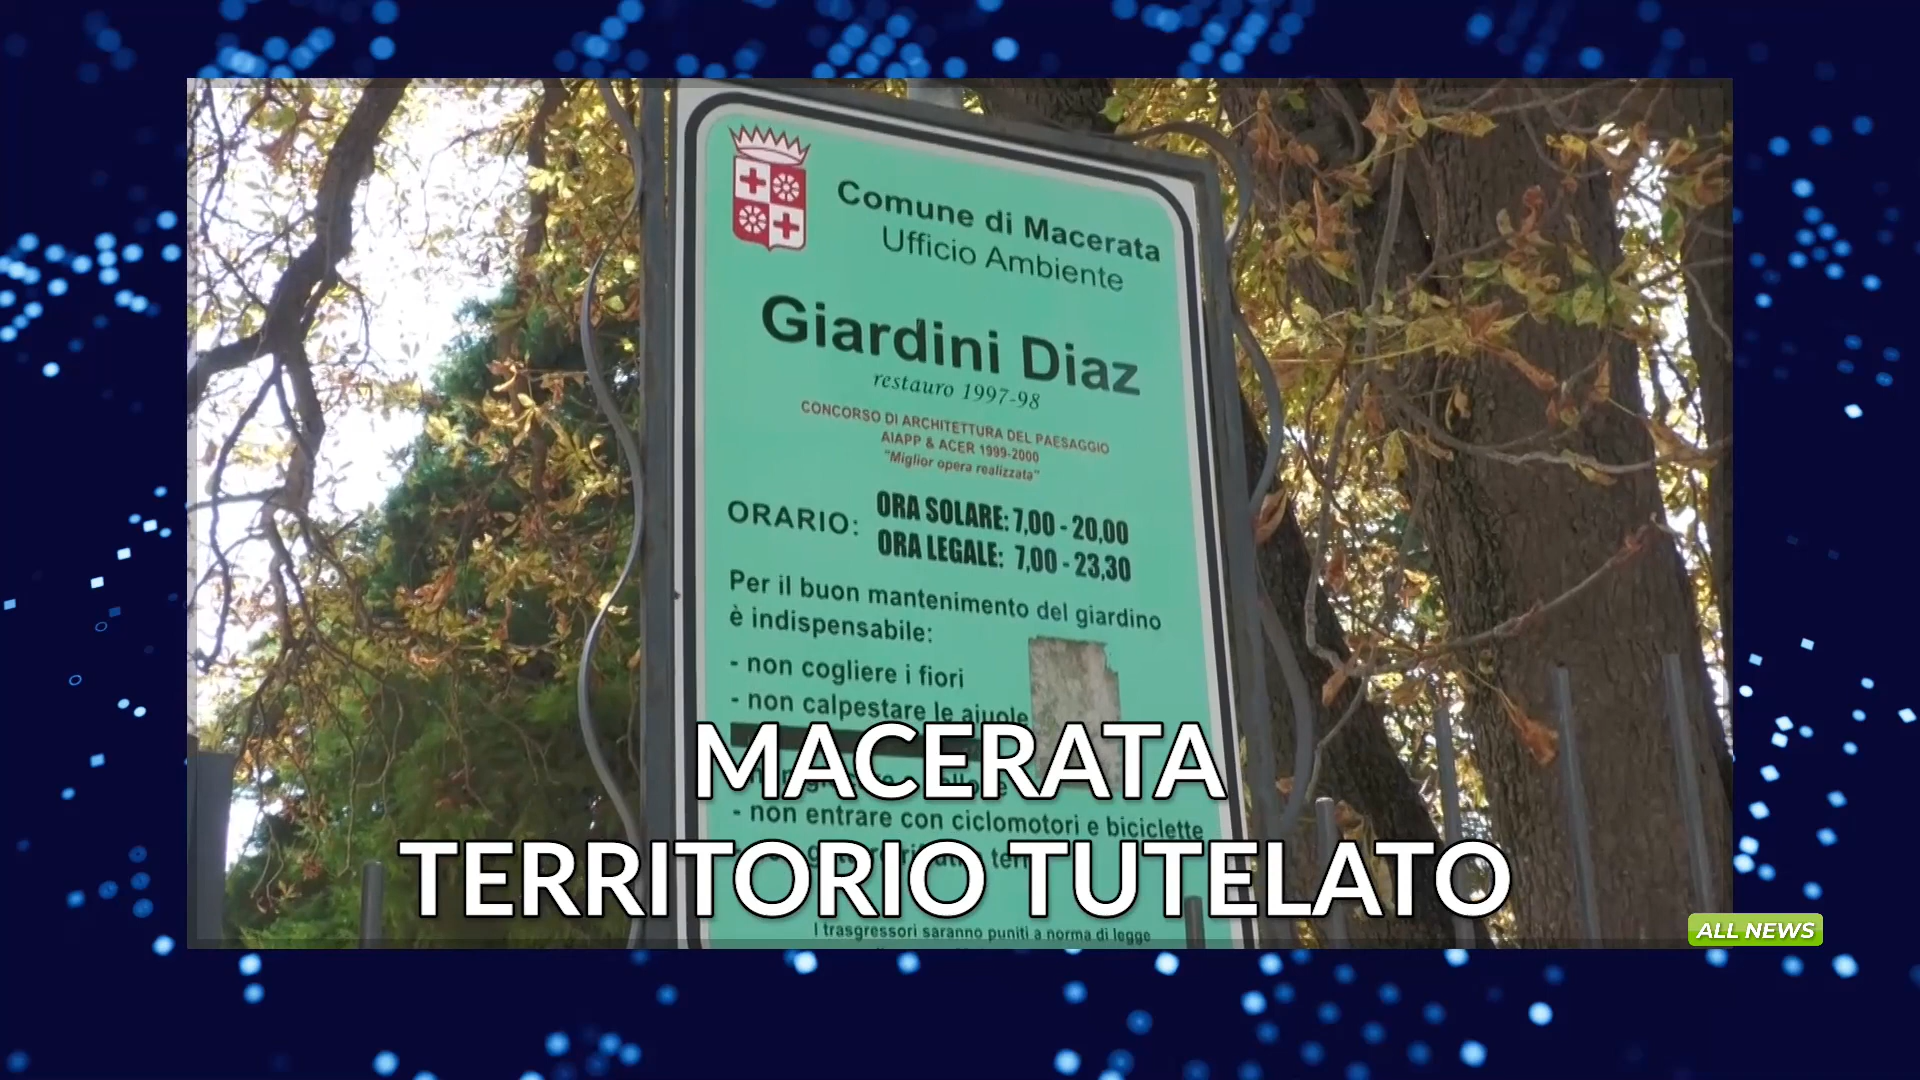 Comune di Macerata
Ufficio Ambiente
Giardini Diaz
restauro 1997-98
CONCORSO DI ARCHITETTURA DEL PAESAGGIO
AIAPP & ACER 1999-2000
"Miglior opera realizzata"
ORARIO: ORA SOLARE: 7,00 - 20,00
ORA LEGALE: 7,00 - 23,30
Per il buon mantenimento del giardino
è indispensabile:
- non cogliere i fiori
- non calpestare le aiuole
MACERATA
- non entrare con ciclomotori e biciclette
TERRITORIO TUTELATO
I trasgressori saranno puniti a norma di legge
ALL NEWS